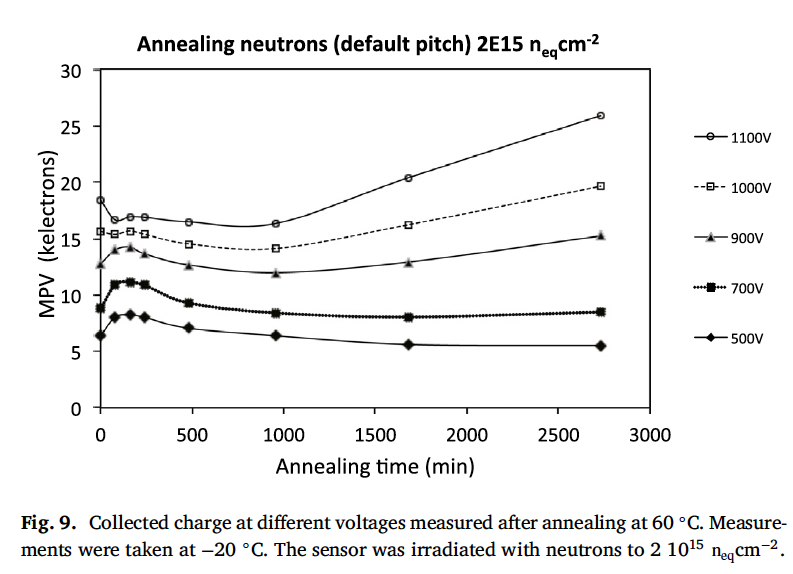 Annealing neutrons (default pitch) 2E15 n_eqcm⁻²
30
25
20
15
10
5
0
MPV (kelectrons)
0 500 1000 1500 2000 2500 3000
Annealing time (min)
1100V
1000V
900V
700V
500V
Fig. 9. Collected charge at different voltages measured after annealing at 60 °C. Measure-
ments were taken at −20 °C. The sensor was irradiated with neutrons to 2 10¹⁵ n_eqcm⁻².